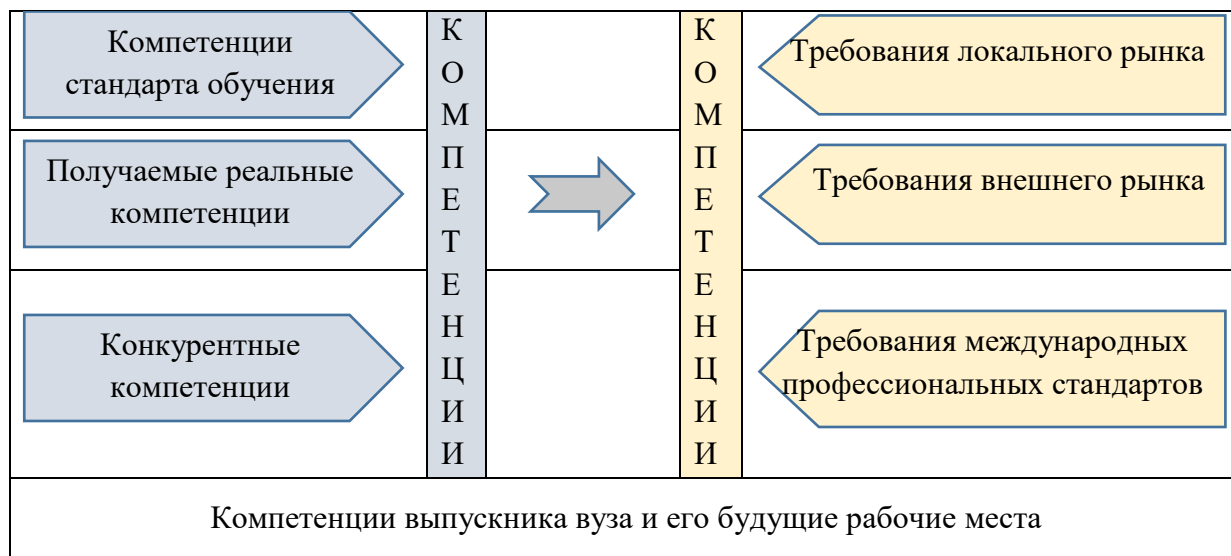 Компетенции
стандарта обучения
Получаемые реальные
компетенции
Конкурентные
компетенции
К
О
М
П
Е
Т
Е
Н
Ц
И
И
К
О
М
П
Е
Т
Е
Н
Ц
И
И
Требования локального рынка
Требования внешнего рынка
Требования международных
профессиональных стандартов
Компетенции выпускника вуза и его будущие рабочие места